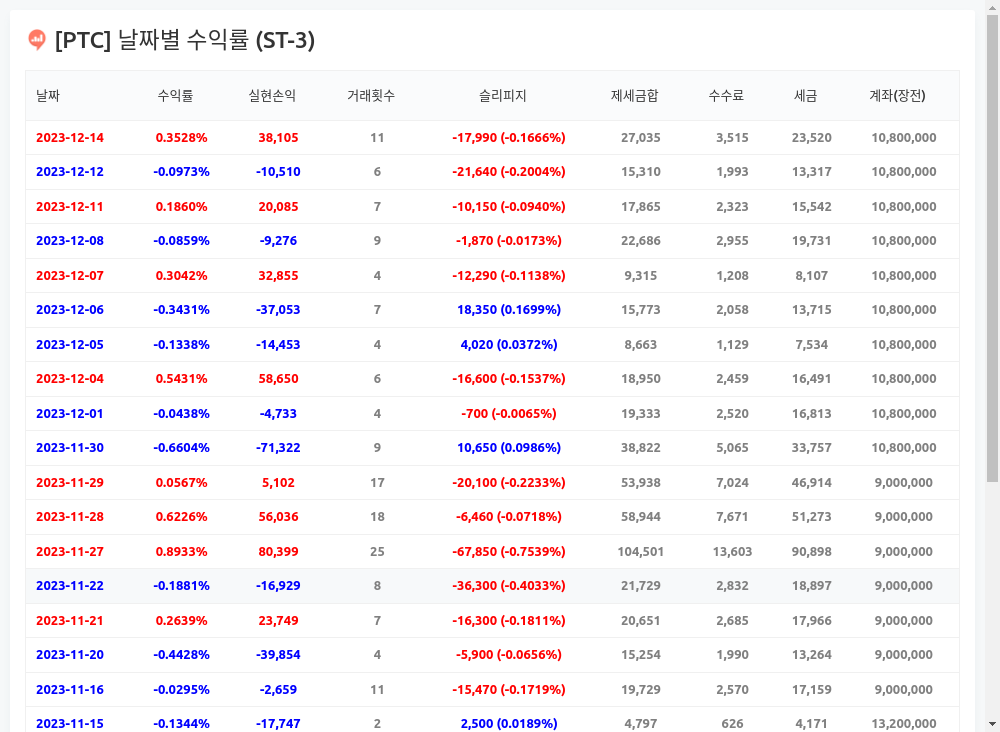 [PTC] 날짜별 수익률 (ST-3)
날짜 수익률 실현손익 거래횟수 슬리피지 제세금합 수수료 세금 계좌(장전)
2023-12-14 0.3528% 38,105 11 -17,990 (-0.1666%) 27,035 3,515 23,520 10,800,000
2023-12-12 -0.0973% -10,510 6 -21,640 (-0.2004%) 15,310 1,993 13,317 10,800,000
2023-12-11 0.1860% 20,085 7 -10,150 (-0.0940%) 17,865 2,323 15,542 10,800,000
2023-12-08 -0.0859% -9,276 9 -1,870 (-0.0173%) 22,686 2,955 19,731 10,800,000
2023-12-07 0.3042% 32,855 4 -12,290 (-0.1138%) 9,315 1,208 8,107 10,800,000
2023-12-06 -0.3431% -37,053 7 18,350 (0.1699%) 15,773 2,058 13,715 10,800,000
2023-12-05 -0.1338% -14,453 4 4,020 (0.0372%) 8,663 1,129 7,534 10,800,000
2023-12-04 0.5431% 58,650 6 -16,600 (-0.1537%) 18,950 2,459 16,491 10,800,000
2023-12-01 -0.0438% -4,733 4 -700 (-0.0065%) 19,333 2,520 16,813 10,800,000
2023-11-30 -0.6604% -71,322 9 10,650 (0.0986%) 38,822 5,065 33,757 10,800,000
2023-11-29 0.0567% 5,102 17 -20,100 (-0.2233%) 53,938 7,024 46,914 9,000,000
2023-11-28 0.6226% 56,036 18 -6,460 (-0.0718%) 58,944 7,671 51,273 9,000,000
2023-11-27 0.8933% 80,399 25 -67,850 (-0.7539%) 104,501 13,603 90,898 9,000,000
2023-11-22 -0.1881% -16,929 8 -36,300 (-0.4033%) 21,729 2,832 18,897 9,000,000
2023-11-21 0.2639% 23,749 7 -16,300 (-0.1811%) 20,651 2,685 17,966 9,000,000
2023-11-20 -0.4428% -39,854 4 -5,900 (-0.0656%) 15,254 1,990 13,264 9,000,000
2023-11-16 -0.0295% -2,659 11 -15,470 (-0.1719%) 19,729 2,570 17,159 9,000,000
2023-11-15 -0.1344% -17,747 2 2,500 (0.0189%) 4,797 626 4,171 13,200,000